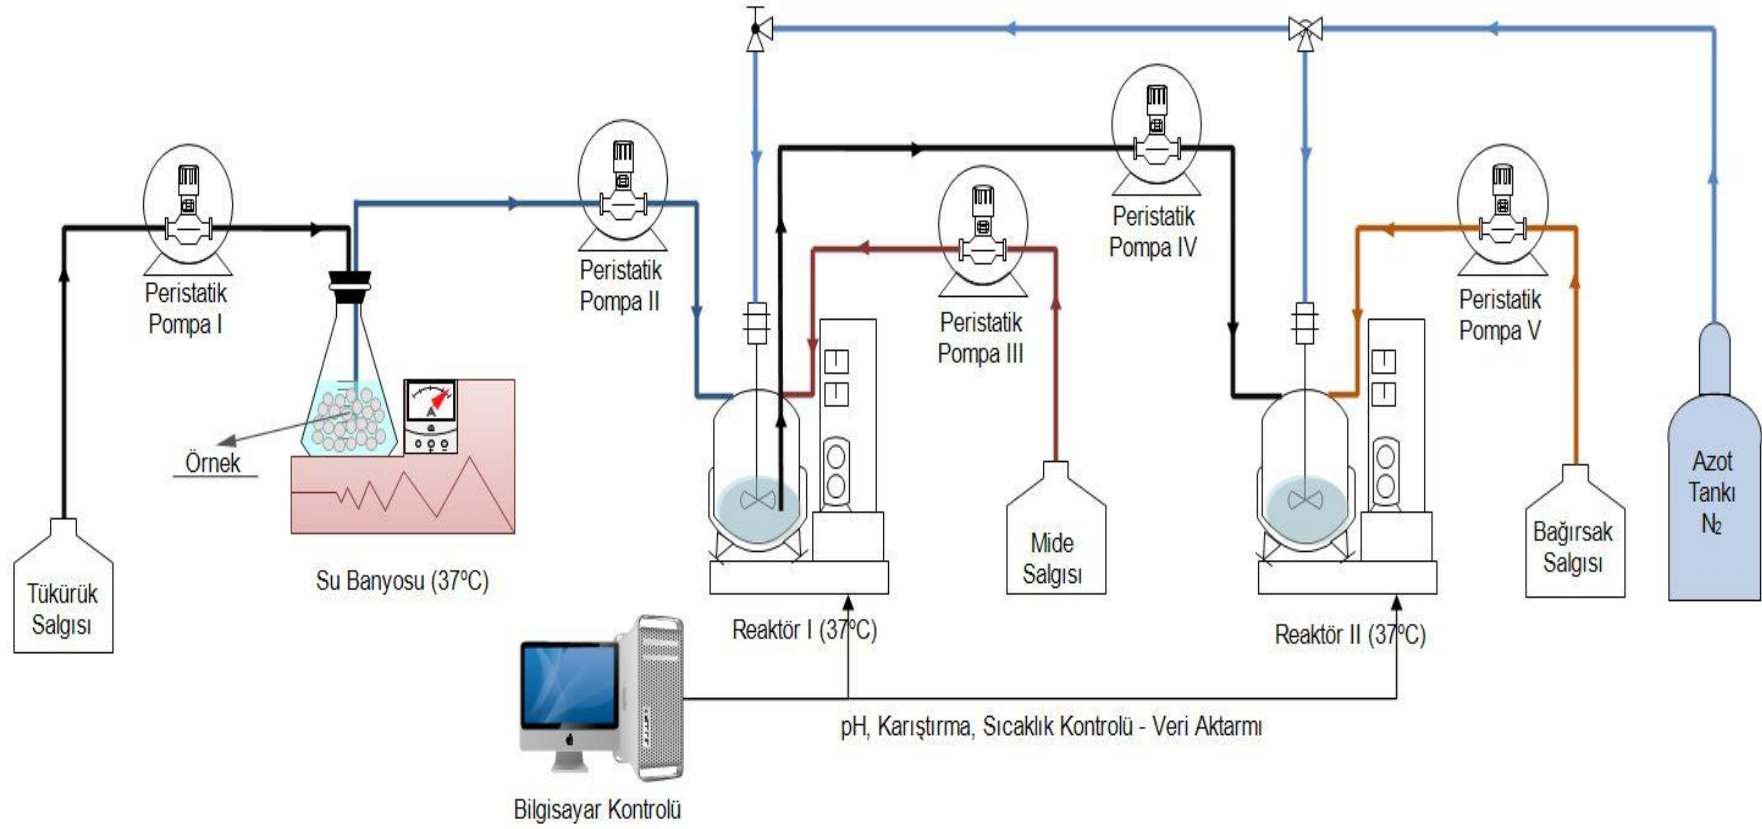 Peristatik
Pompa I
Peristatik
Pompa II
Peristatik
Pompa III
Peristatik
Pompa IV
Peristatik
Pompa V
Örnek
A
Tükürük
Salgısı
Su Banyosu (37ºC)
Mide
Salgısı
Bağırsak
Salgısı
Azot
Tankı
N2
Reaktör I (37ºC)
Reaktör II (37ºC)
pH, Karıştırma, Sıcaklık Kontrolü - Veri Aktarmı
Bilgisayar Kontrolü